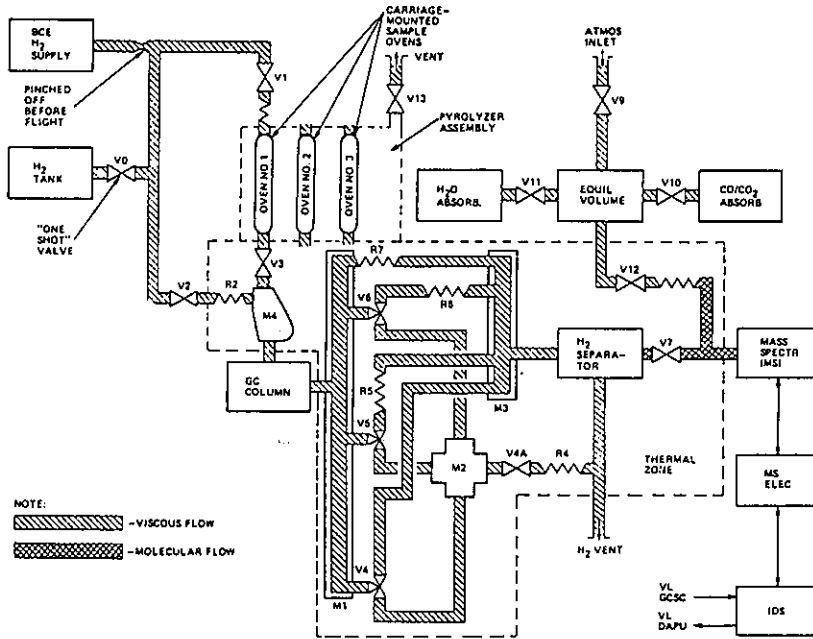 BCE
H2
SUPPLY
PINCHED
OFF
BEFORE
FLIGHT
H2
TANK
V0
"ONE
SHOT"
VALVE
V1
CARRIAGE-
MOUNTED
SAMPLE
OVENS
VENT
V13
PYROLYZER
ASSEMBLY
OVEN NO. 1
OVEN NO. 2
OVEN NO. 3
ATMOS
INLET
V9
H2O
ABSORB.
V11
EQUIL
VOLUME
V10
CO/CO2
ABSORB
V12
V2
R2
V3
M4
GC
COLUMN
R7
V6
R6
R5
V5
M3
H2
SEPARA-
TOR
V7
MASS
SPECTR
(MS)
M2
V4A
R4
THERMAL
ZONE
MS
ELEC
H2 VENT
V4
M1
NOTE:
-VISCOUS FLOW
-MOLECULAR FLOW
VL
GCSC
VL
DAPU
IDS